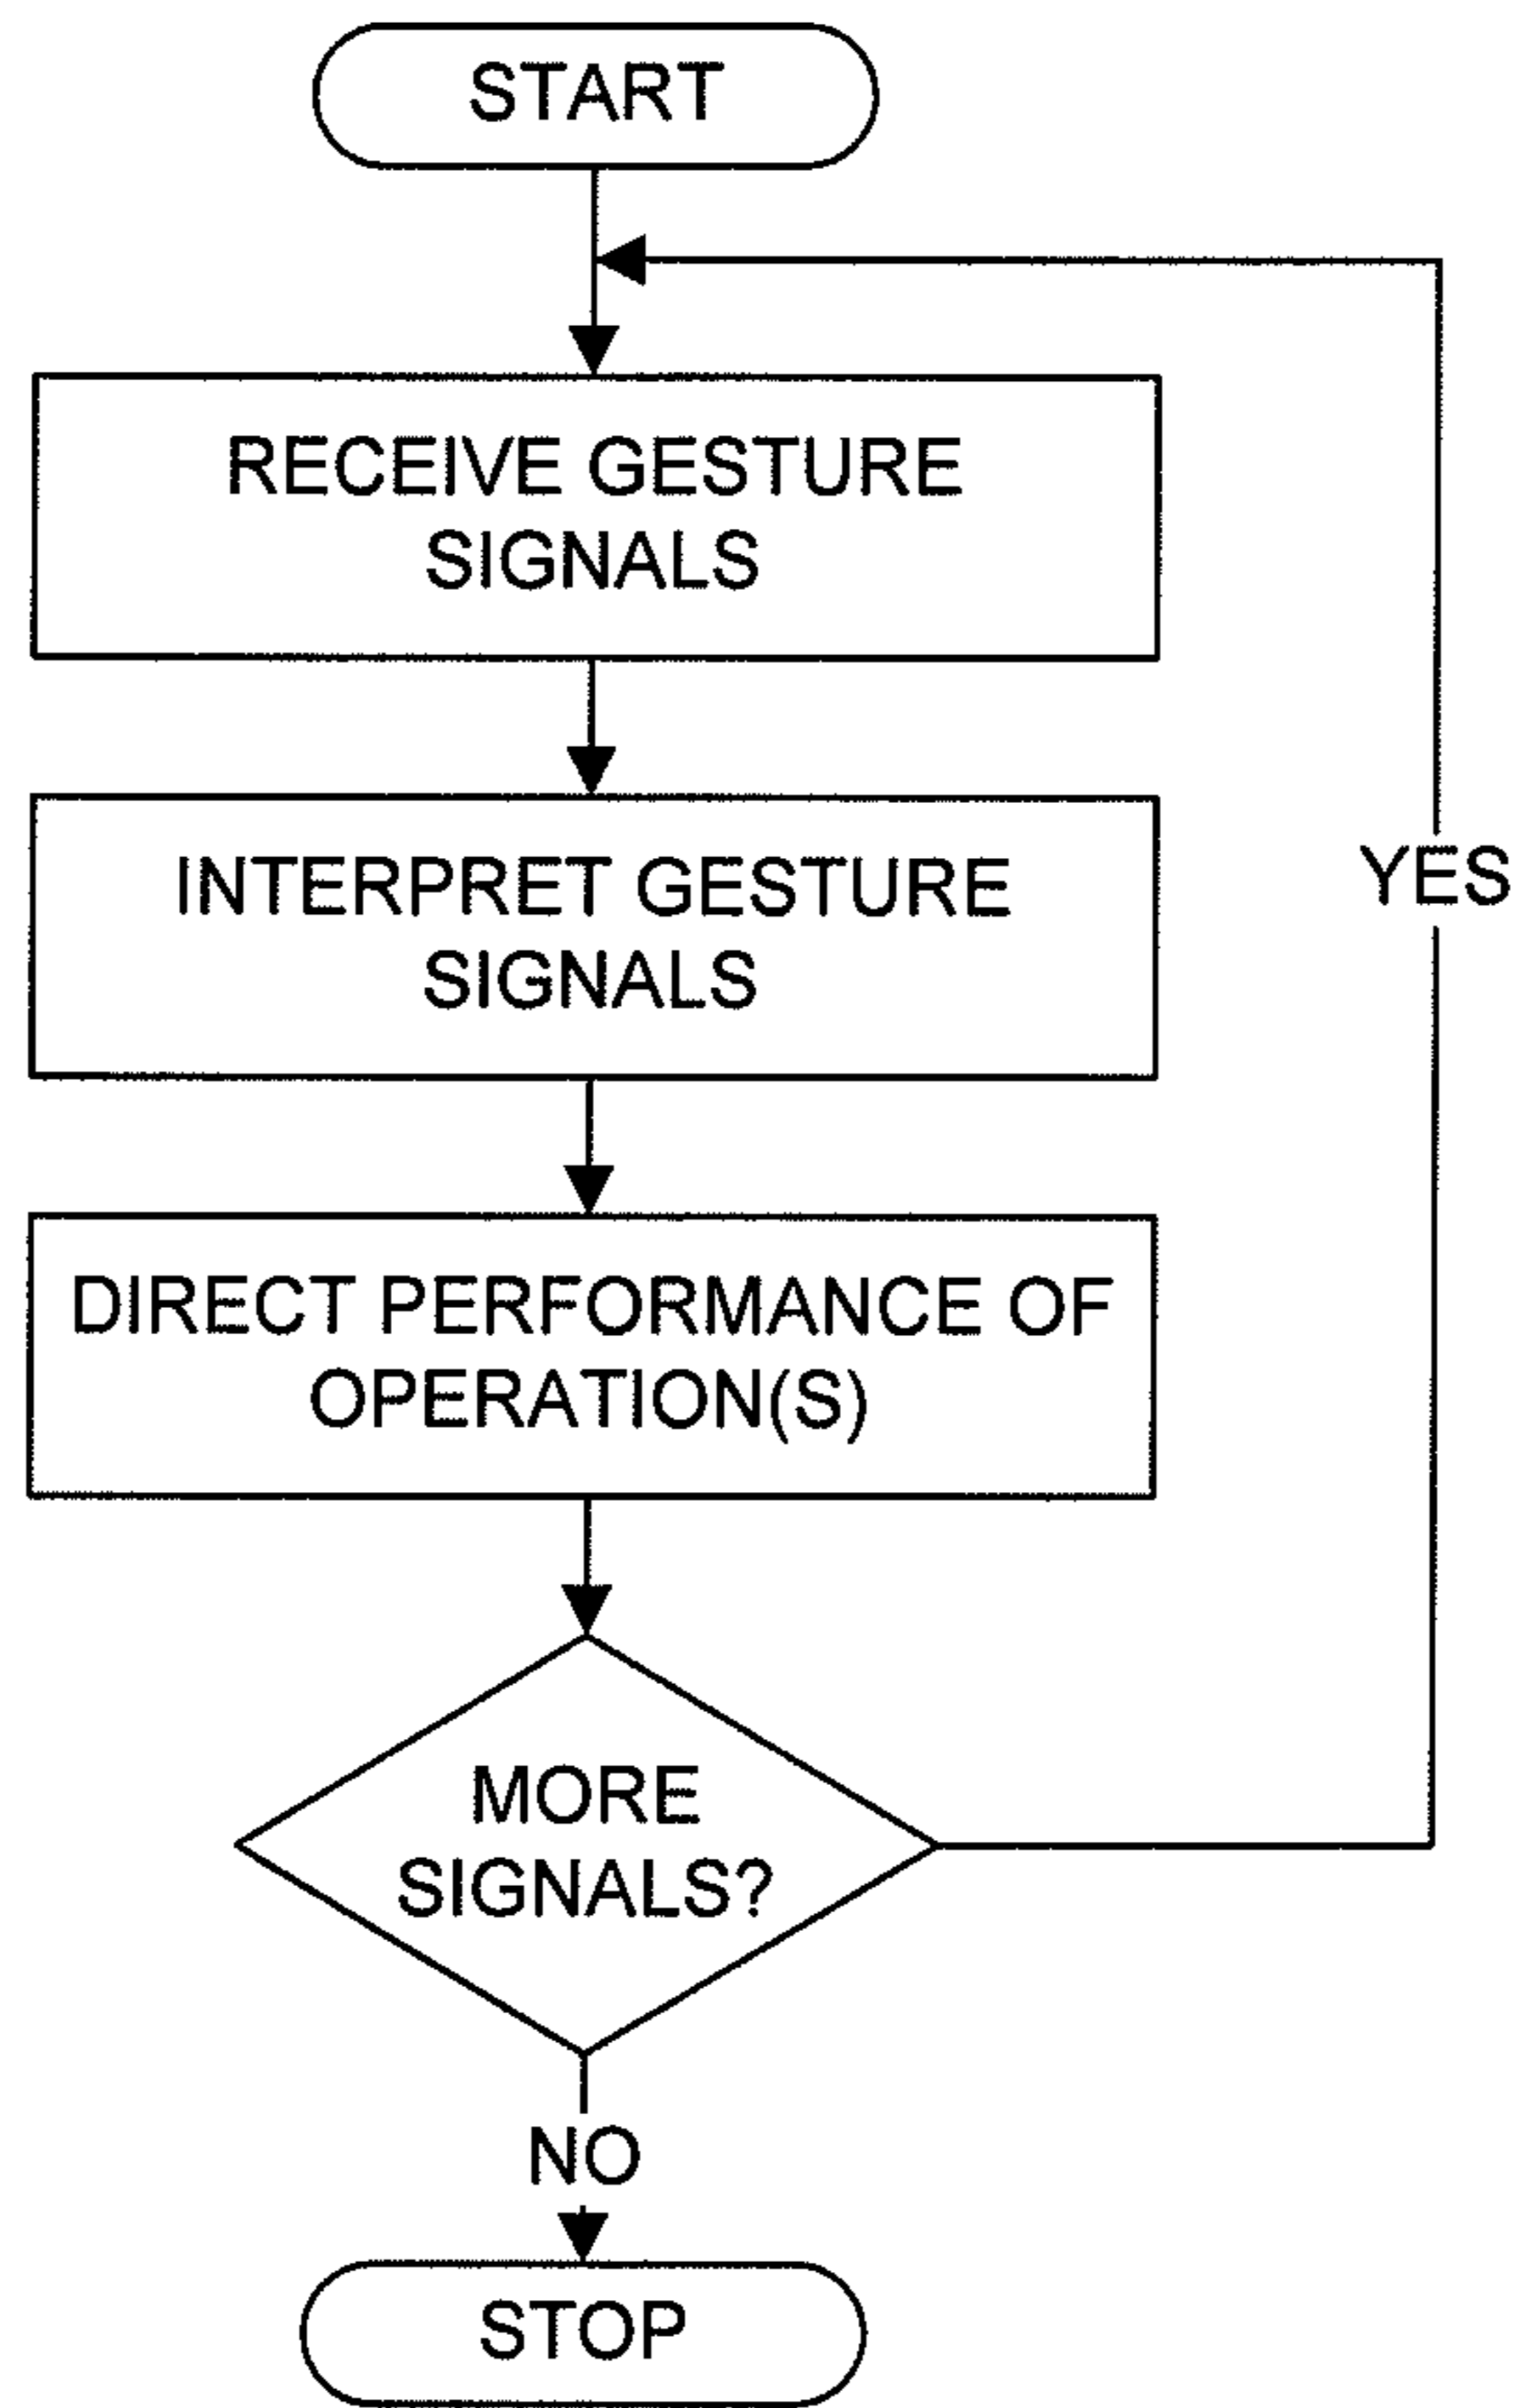 START
RECEIVE GESTURE
SIGNALS
INTERPRET GESTURE
SIGNALS
YES
DIRECT PERFORMANCE OF
OPERATION(S)
MORE
SIGNALS?
NO
STOP